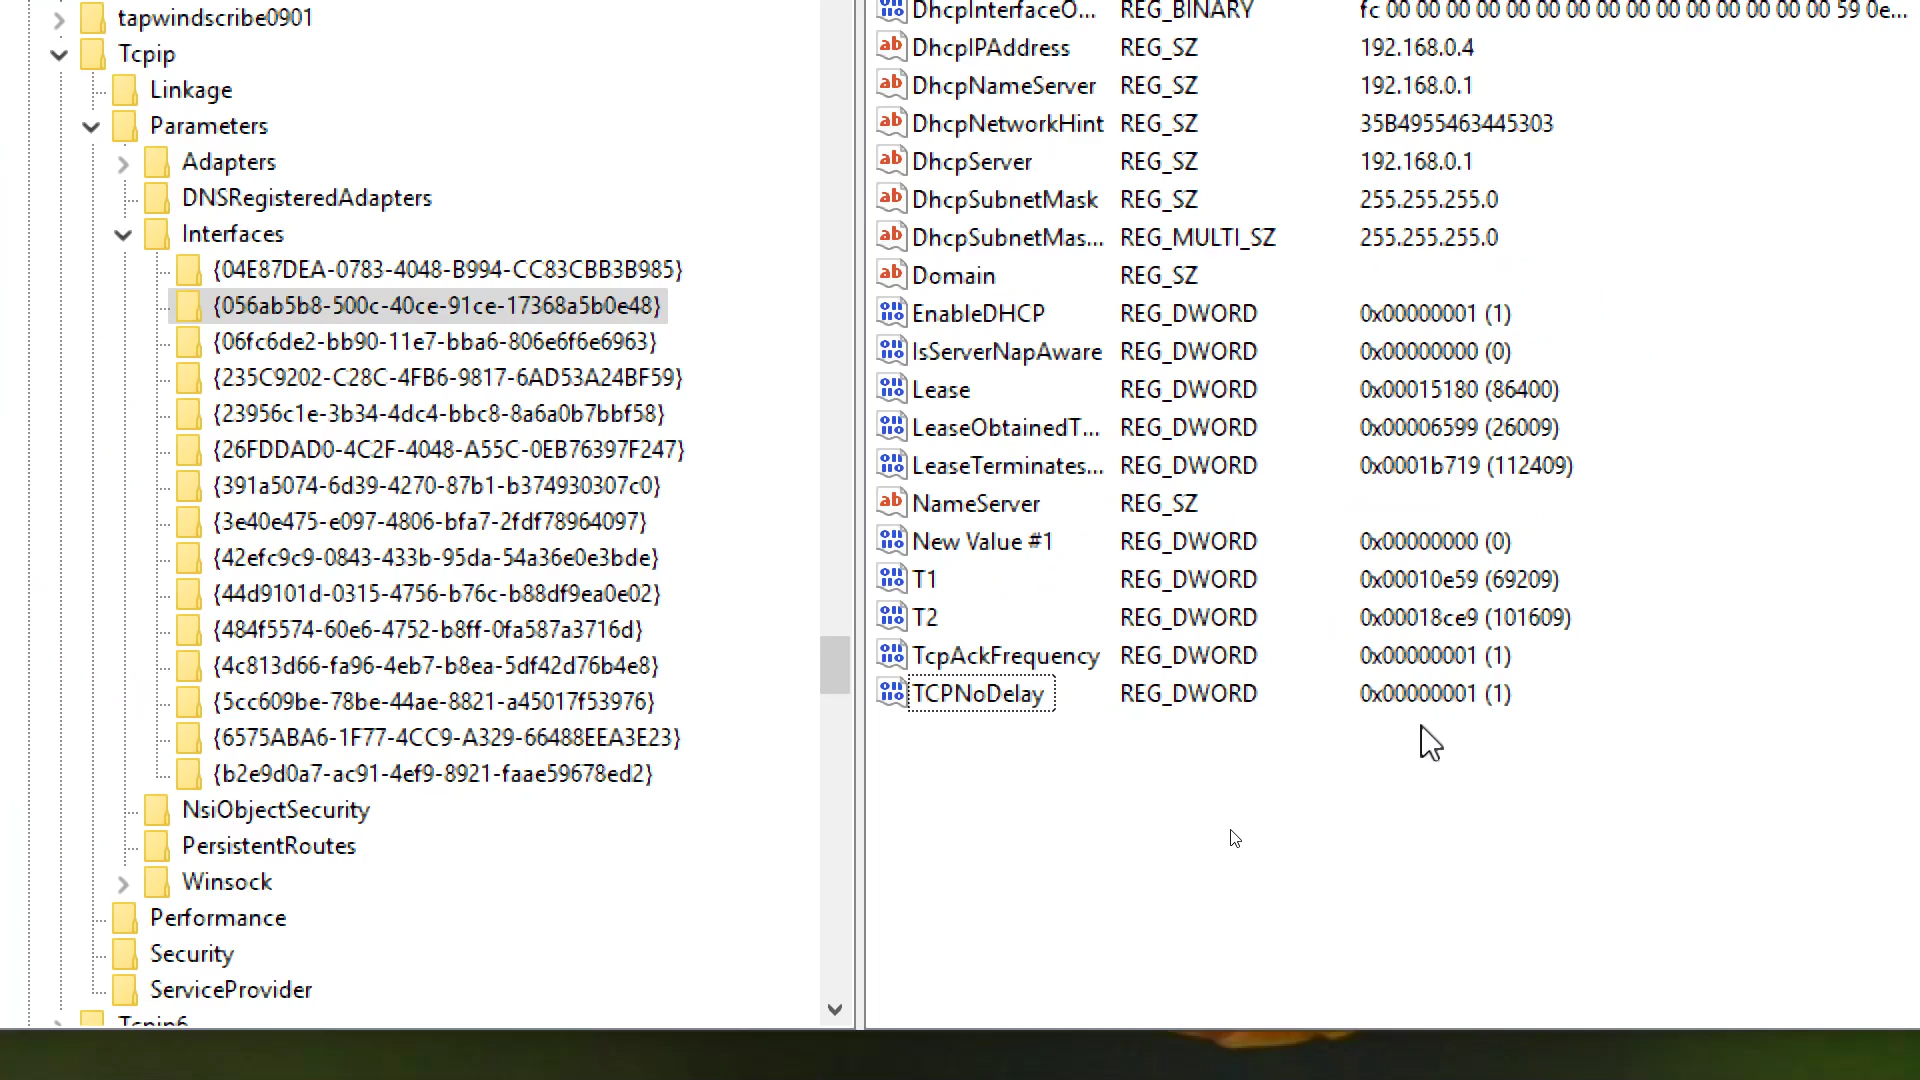 tapwindscribe0901
Tcpip
Linkage
Parameters
Adapters
DNSRegisteredAdapters
Interfaces
{04E87DEA-0783-4048-B994-CC83CBB3B985}
{056ab5b8-500c-40ce-91ce-17368a5b0e48}
{06fc6de2-bb90-11e7-bba6-806e6f6e6963}
{235C9202-C28C-4FB6-9817-6AD53A24BF59}
{23956c1e-3b34-4dc4-bbc8-8a6a0b7bbf58}
{26FDDAD0-4C2F-4048-A55C-0EB76397F247}
{391a5074-6d39-4270-87b1-b374930307c0}
{3e40e475-e097-4806-bfa7-2fdf78964097}
{42efc9c9-0843-433b-95da-54a36e0e3bde}
{44d9101d-0315-4756-b76c-b88df9ea0e02}
{484f5574-60e6-4752-b8ff-0fa587a3716d}
{4c813d66-fa96-4eb7-b8ea-5df42d76b4e8}
{5cc609be-78be-44ae-8821-a45017f53976}
{6575ABA6-1F77-4CC9-A329-66488EEA3E23}
{b2e9d0a7-ac91-4ef9-8921-faae59678ed2}
NsiObjectSecurity
PersistentRoutes
Winsock
Performance
Security
ServiceProvider
Tcpip6
DhcpInterfaceO... REG_BINARY fc 00 00 00 00 00 00 00 00 00 00 00 00 00 00 00 59 0e...
DhcpIPAddress REG_SZ 192.168.0.4
DhcpNameServer REG_SZ 192.168.0.1
DhcpNetworkHint REG_SZ 35B4955463445303
DhcpServer REG_SZ 192.168.0.1
DhcpSubnetMask REG_SZ 255.255.255.0
DhcpSubnetMas... REG_MULTI_SZ 255.255.255.0
Domain REG_SZ
EnableDHCP REG_DWORD 0x00000001 (1)
IsServerNapAware REG_DWORD 0x00000000 (0)
Lease REG_DWORD 0x00015180 (86400)
LeaseObtainedT... REG_DWORD 0x00006599 (26009)
LeaseTerminates... REG_DWORD 0x0001b719 (112409)
NameServer REG_SZ
New Value #1 REG_DWORD 0x00000000 (0)
T1 REG_DWORD 0x00010e59 (69209)
T2 REG_DWORD 0x00018ce9 (101609)
TcpAckFrequency REG_DWORD 0x00000001 (1)
TCPNoDelay REG_DWORD 0x00000001 (1)